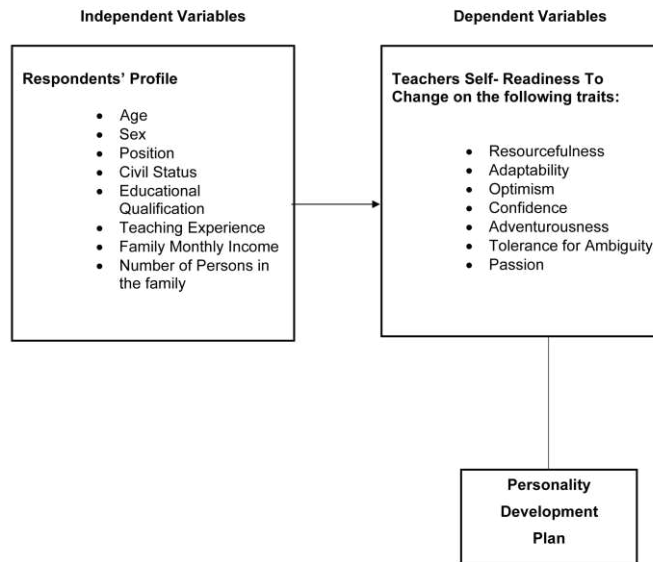 Independent Variables
Respondents' Profile
• Age
• Sex
• Position
• Civil Status
• Educational
Qualification
• Teaching Experience
• Family Monthly Income
• Number of Persons in
the family
Dependent Variables
Teachers Self- Readiness To
Change on the following traits:
• Resourcefulness
• Adaptability
• Optimism
• Confidence
• Adventurousness
• Tolerance for Ambiguity
• Passion
Personality
Development
Plan